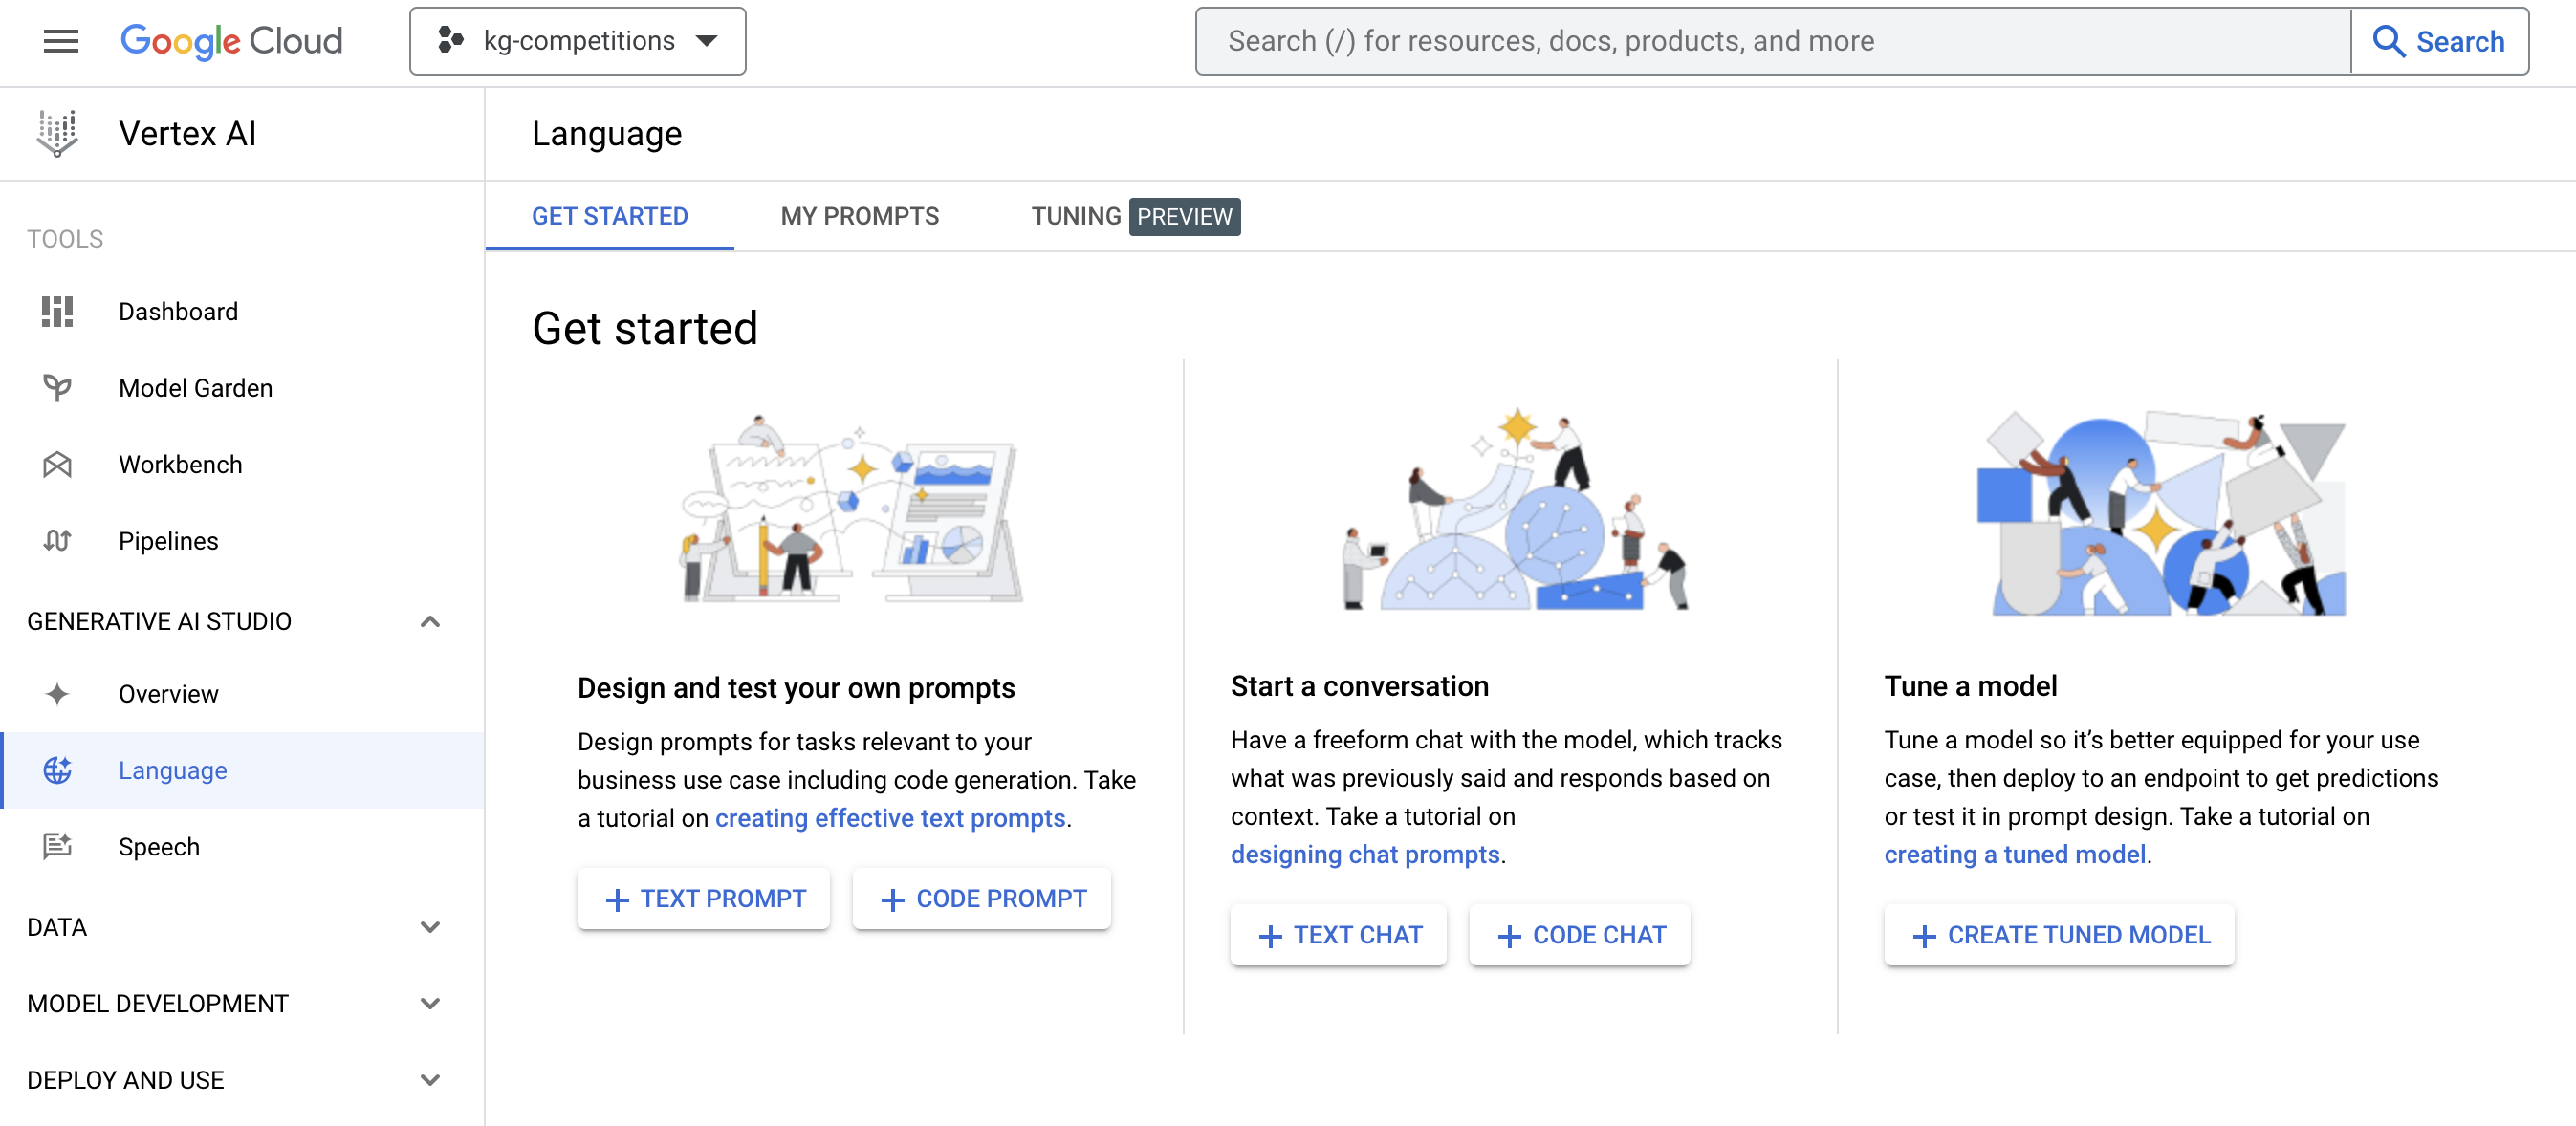 Google Cloud
kg-competitions
Search (/) for resources, docs, products, and more
Search
Vertex AI
Language
GET STARTED
MY PROMPTS
TUNING PREVIEW
TOOLS
Dashboard
Model Garden
Workbench
Pipelines
GENERATIVE AI STUDIO
Overview
Language
Speech
DATA
MODEL DEVELOPMENT
DEPLOY AND USE
Get started
Design and test your own prompts
Design prompts for tasks relevant to your
business use case including code generation. Take
a tutorial on creating effective text prompts.
+ TEXT PROMPT
+ CODE PROMPT
Start a conversation
Have a freeform chat with the model, which tracks
what was previously said and responds based on
context. Take a tutorial on
designing chat prompts.
+ TEXT CHAT
+ CODE CHAT
Tune a model
Tune a model so it’s better equipped for your use
case, then deploy to an endpoint to get predictions
or test it in prompt design. Take a tutorial on
creating a tuned model.
+ CREATE TUNED MODEL